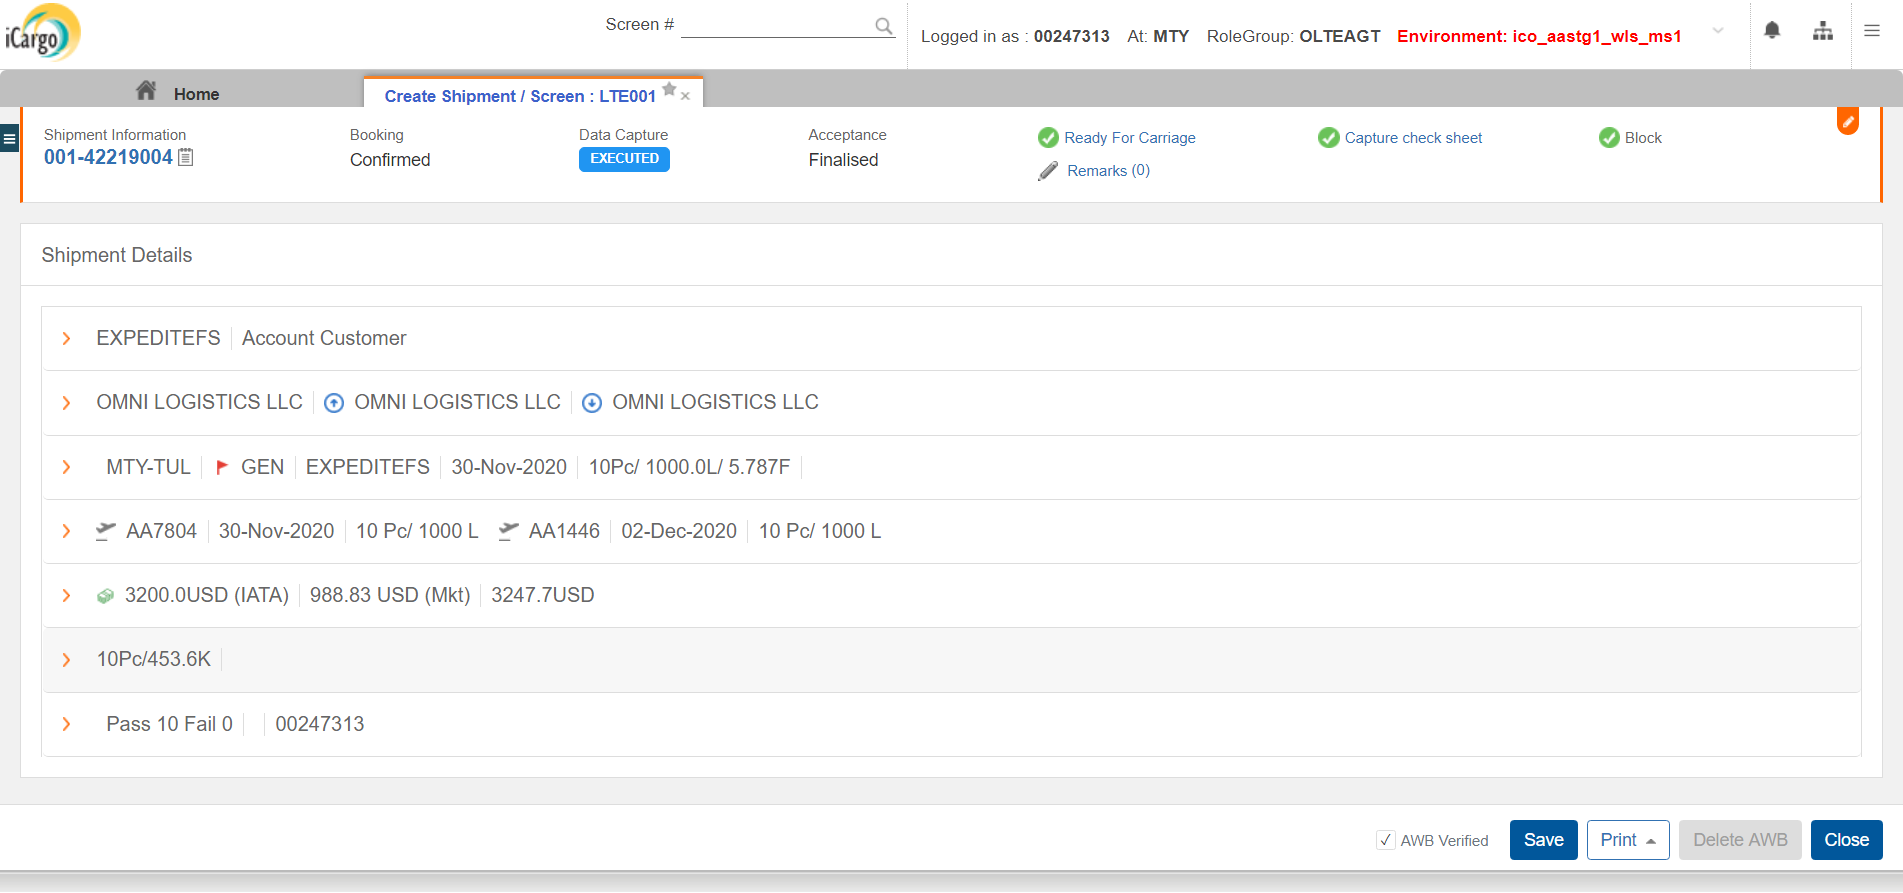 iCargo
Screen #
Logged in as : 00247313 At: MTY RoleGroup: OLTEAGT Environment: ico_aastg1_wls_ms1
Home
Create Shipment / Screen : LTE001
Shipment Information
001-42219004
Booking
Confirmed
Data Capture
EXECUTED
Acceptance
Finalised
Ready For Carriage
Capture check sheet
Block
Remarks (0)
Shipment Details
EXPEDITEFS Account Customer
OMNI LOGISTICS LLC OMNI LOGISTICS LLC OMNI LOGISTICS LLC
MTY-TUL GEN EXPEDITEFS 30-Nov-2020 10Pc/ 1000.0L/ 5.787F
AA7804 30-Nov-2020 10 Pc/ 1000 L AA1446 02-Dec-2020 10 Pc/ 1000 L
3200.0USD (IATA) 988.83 USD (Mkt) 3247.7USD
10Pc/453.6K
Pass 10 Fail 0 00247313
AWB Verified Save Print Delete AWB Close